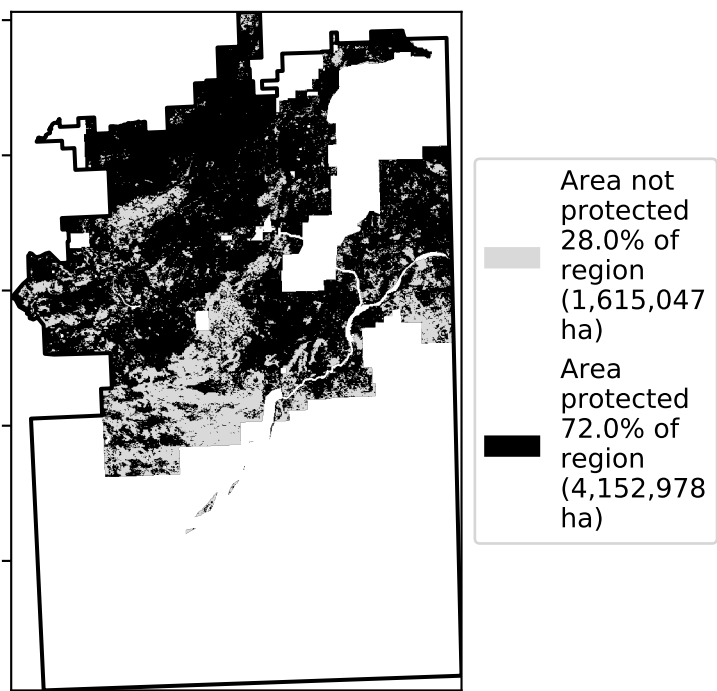 Area not
protected
28.0% of
region
(1,615,047
ha)
Area
protected
72.0% of
region
(4,152,978
ha)